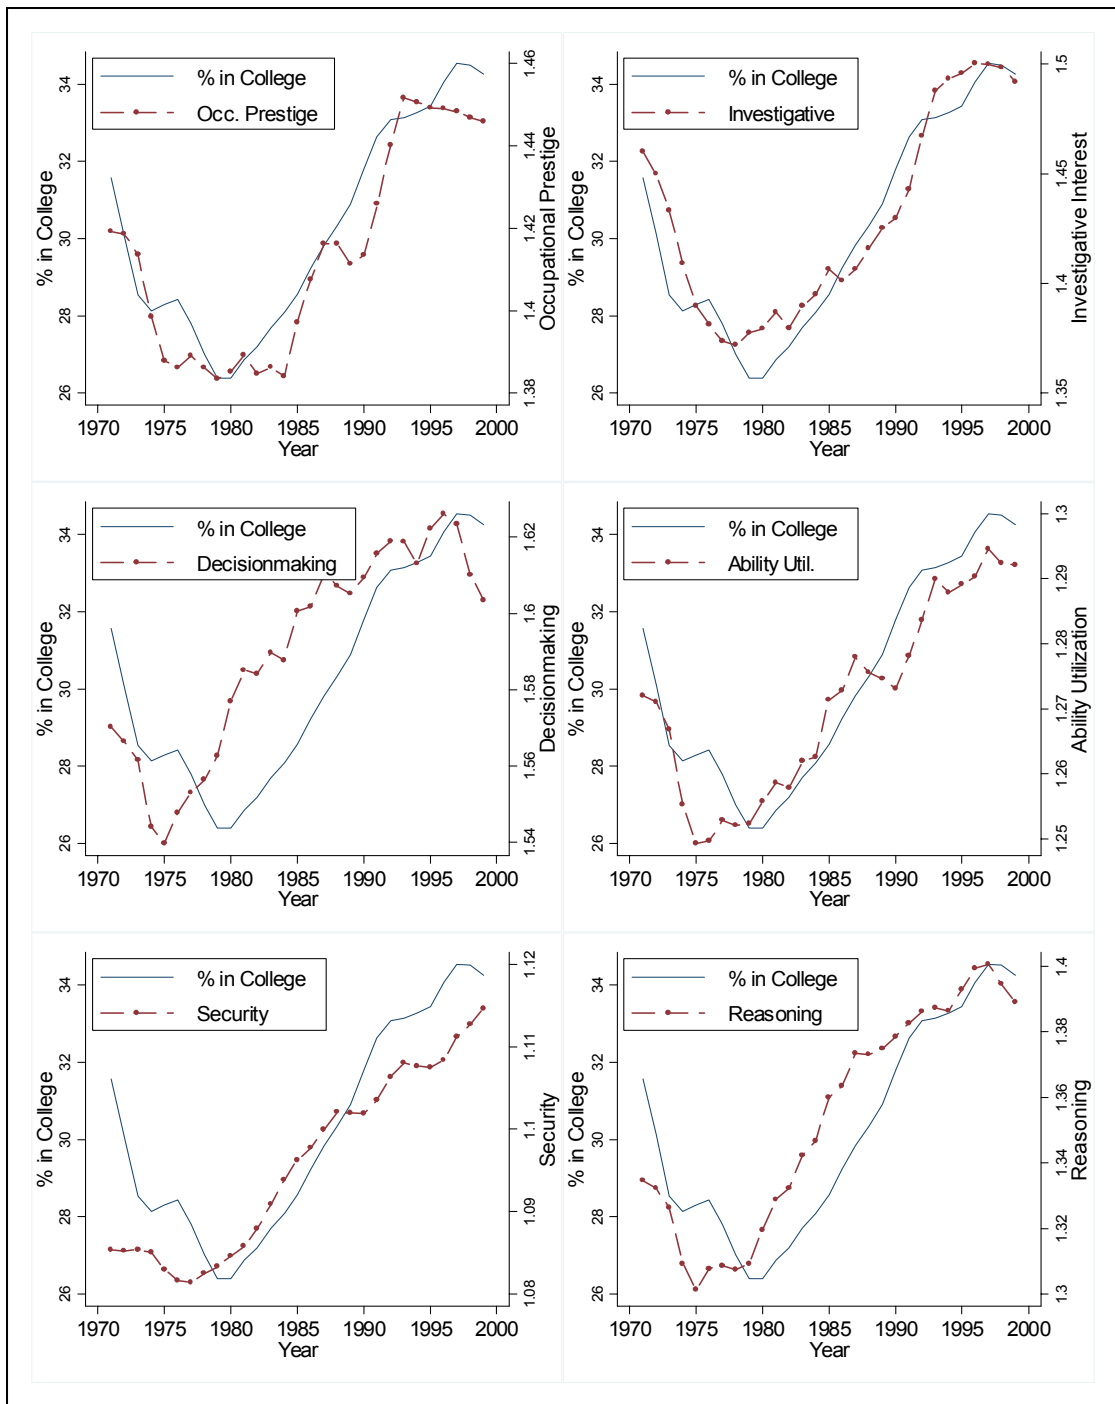 % in College
Occ. Prestige
% in College
34
32
30
28
26
1.46
1.44
1.42
1.4
1.38
Occupational Prestige
1970 1975 1980 1985 1990 1995 2000
Year
% in College
Investigative
% in College
34
32
30
28
26
1.5
1.45
1.4
1.35
Investigative Interest
1970 1975 1980 1985 1990 1995 2000
Year
% in College
Decisionmaking
% in College
34
32
30
28
26
1.62
1.6
1.58
1.56
1.54
Decisionmaking
1970 1975 1980 1985 1990 1995 2000
Year
% in College
Ability Util.
% in College
34
32
30
28
26
1.3
1.29
1.28
1.27
1.26
1.25
Ability Utilization
1970 1975 1980 1985 1990 1995 2000
Year
% in College
Security
% in College
34
32
30
28
26
1.12
1.11
1.1
1.09
1.08
Security
1970 1975 1980 1985 1990 1995 2000
Year
% in College
Reasoning
% in College
34
32
30
28
26
1.4
1.38
1.36
1.34
1.32
1.3
Reasoning
1970 1975 1980 1985 1990 1995 2000
Year